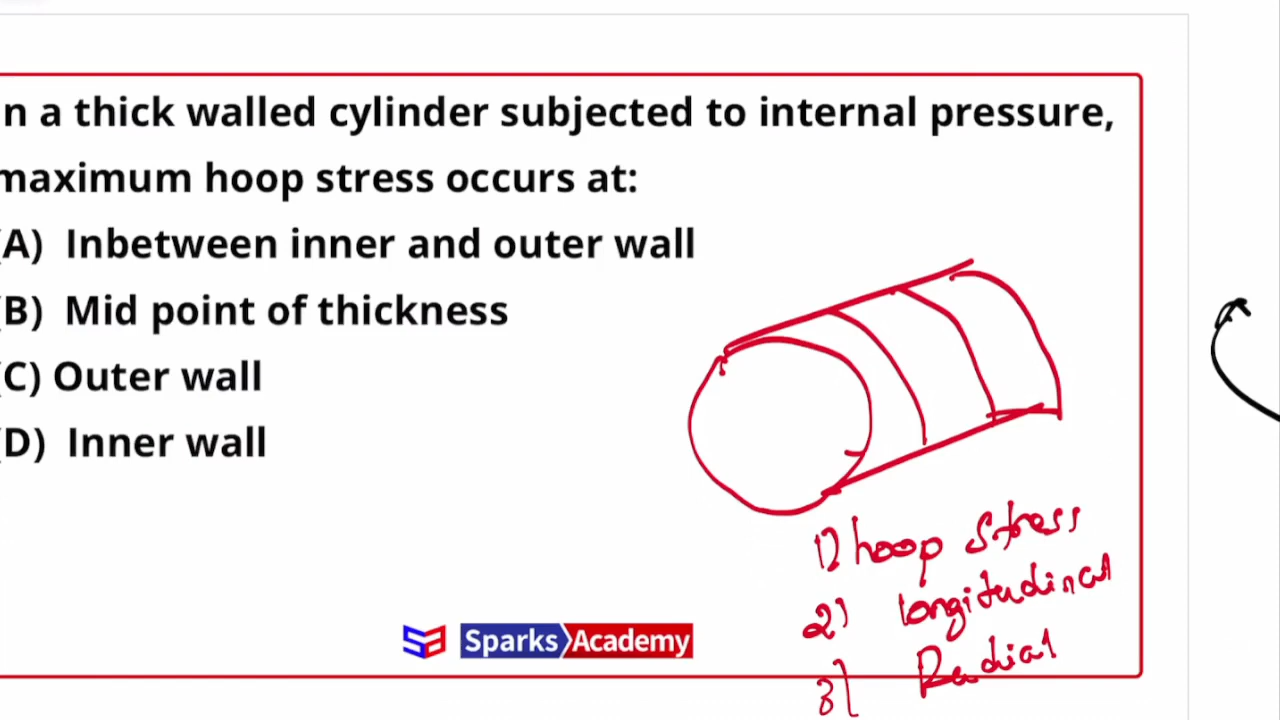 n a thick walled cylinder subjected to internal pressure,
maximum hoop stress occurs at:
(A) Inbetween inner and outer wall
(B) Mid point of thickness
(C) Outer wall
(D) Inner wall
1) hoop stress
2) longitudinal
3) Radial
Sparks Academy